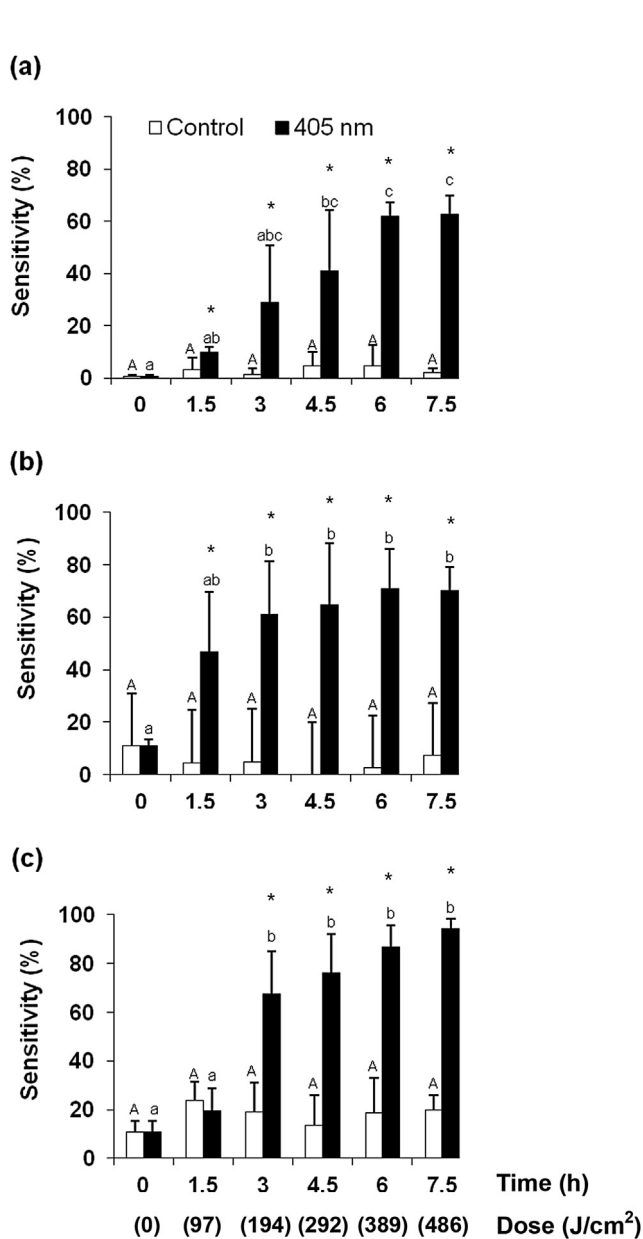 (a)
Control 405 nm
Sensitivity (%)
100
80
60
40
20
0
* * * * *
A a A ab A abc A bc A c A c
0 1.5 3 4.5 6 7.5
(b)
Sensitivity (%)
100
80
60
40
20
0
* * * * *
A a A ab A b A b A b A b
0 1.5 3 4.5 6 7.5
(c)
Sensitivity (%)
100
80
60
40
20
0
* * * *
A a A a A b A b A b A b
0 1.5 3 4.5 6 7.5 Time (h)
(0) (97) (194) (292) (389) (486) Dose (J/cm²)